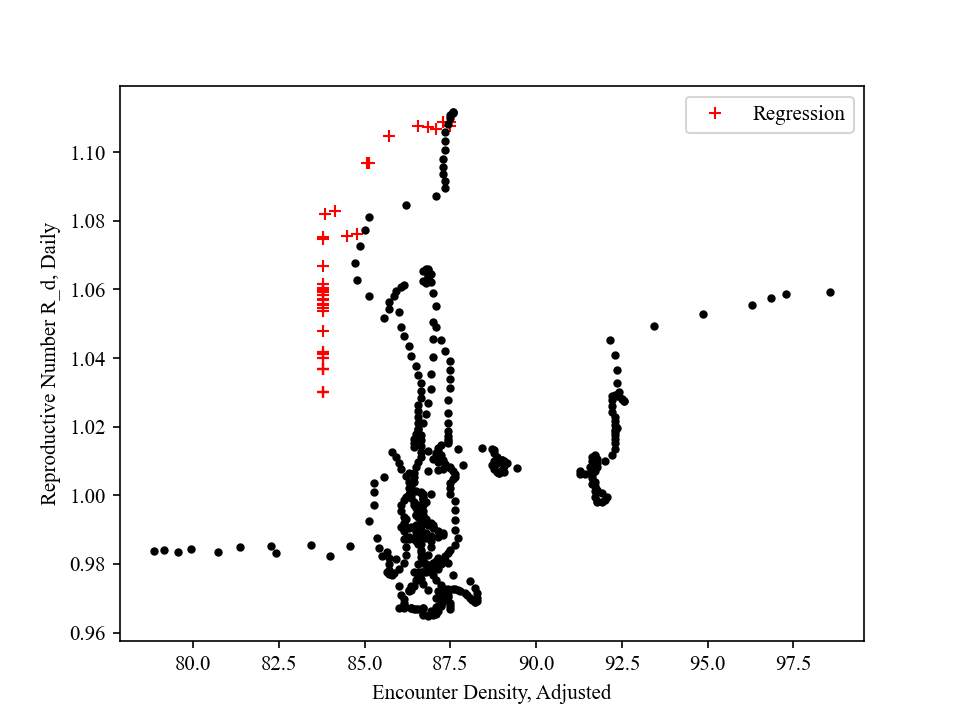 Regression
1.10
1.08
1.06
1.04
1.02
1.00
0.98
0.96
Reproductive Number R_d, Daily
80.0 82.5 85.0 87.5 90.0 92.5 95.0 97.5
Encounter Density, Adjusted